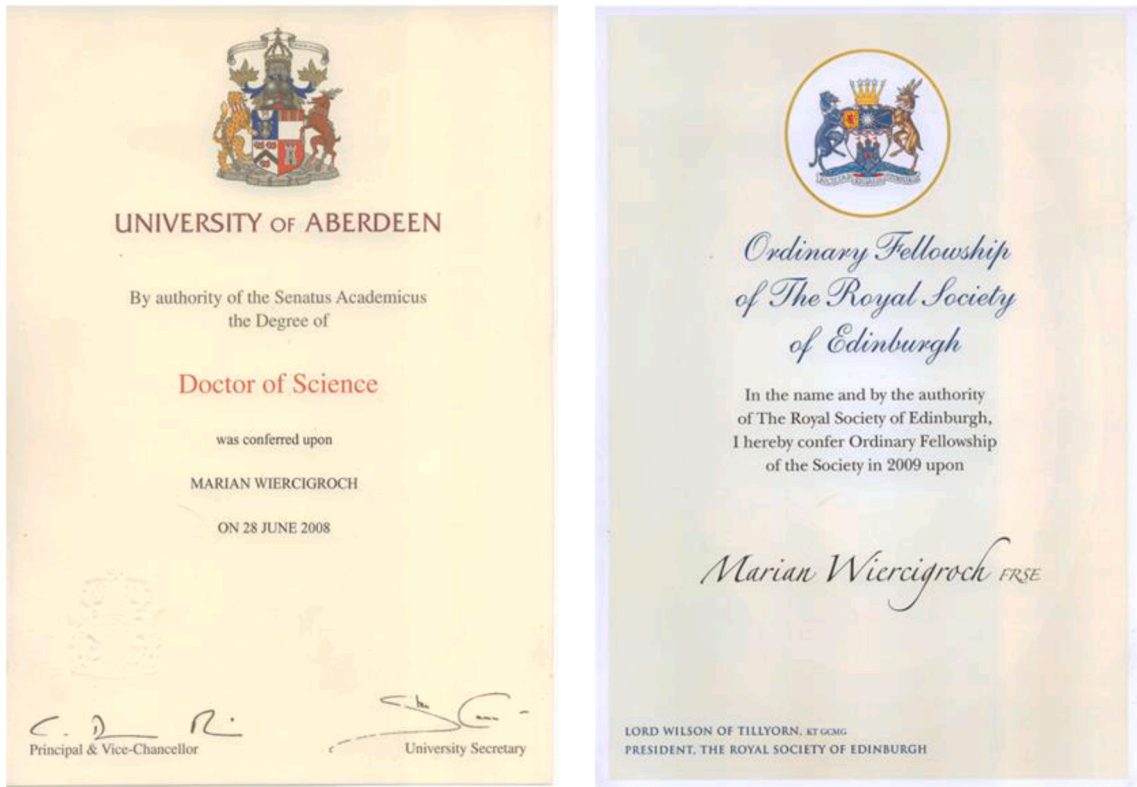 UNIVERSITY OF ABERDEEN
By authority of the Senatus Academicus
the Degree of
Doctor of Science
was conferred upon
MARIAN WIERCIGROCH
ON 28 JUNE 2008
Principal & Vice-Chancellor
University Secretary
Ordinary Fellowship
of The Royal Society
of Edinburgh
In the name and by the authority
of The Royal Society of Edinburgh,
I hereby confer Ordinary Fellowship
of the Society in 2009 upon
Marian Wiercigroch FRSE
LORD WILSON OF TILLYORN, KT GCMG
PRESIDENT, THE ROYAL SOCIETY OF EDINBURGH